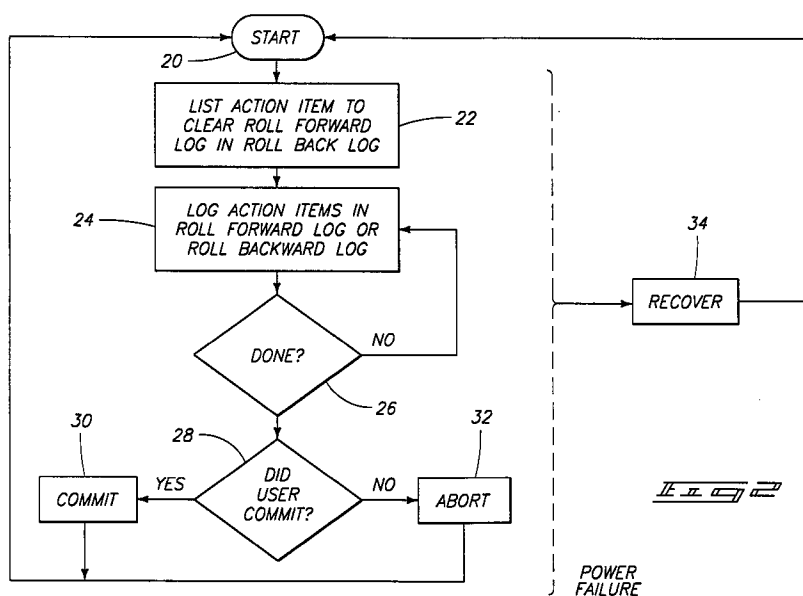 START
20
LIST ACTION ITEM TO
CLEAR ROLL FORWARD
LOG IN ROLL BACK LOG
22
24
LOG ACTION ITEMS IN
ROLL FORWARD LOG OR
ROLL BACKWARD LOG
34
RECOVER
DONE?
NO
26
28
30
COMMIT
YES
DID
USER
COMMIT?
NO
32
ABORT
Fig 2
POWER
FAILURE